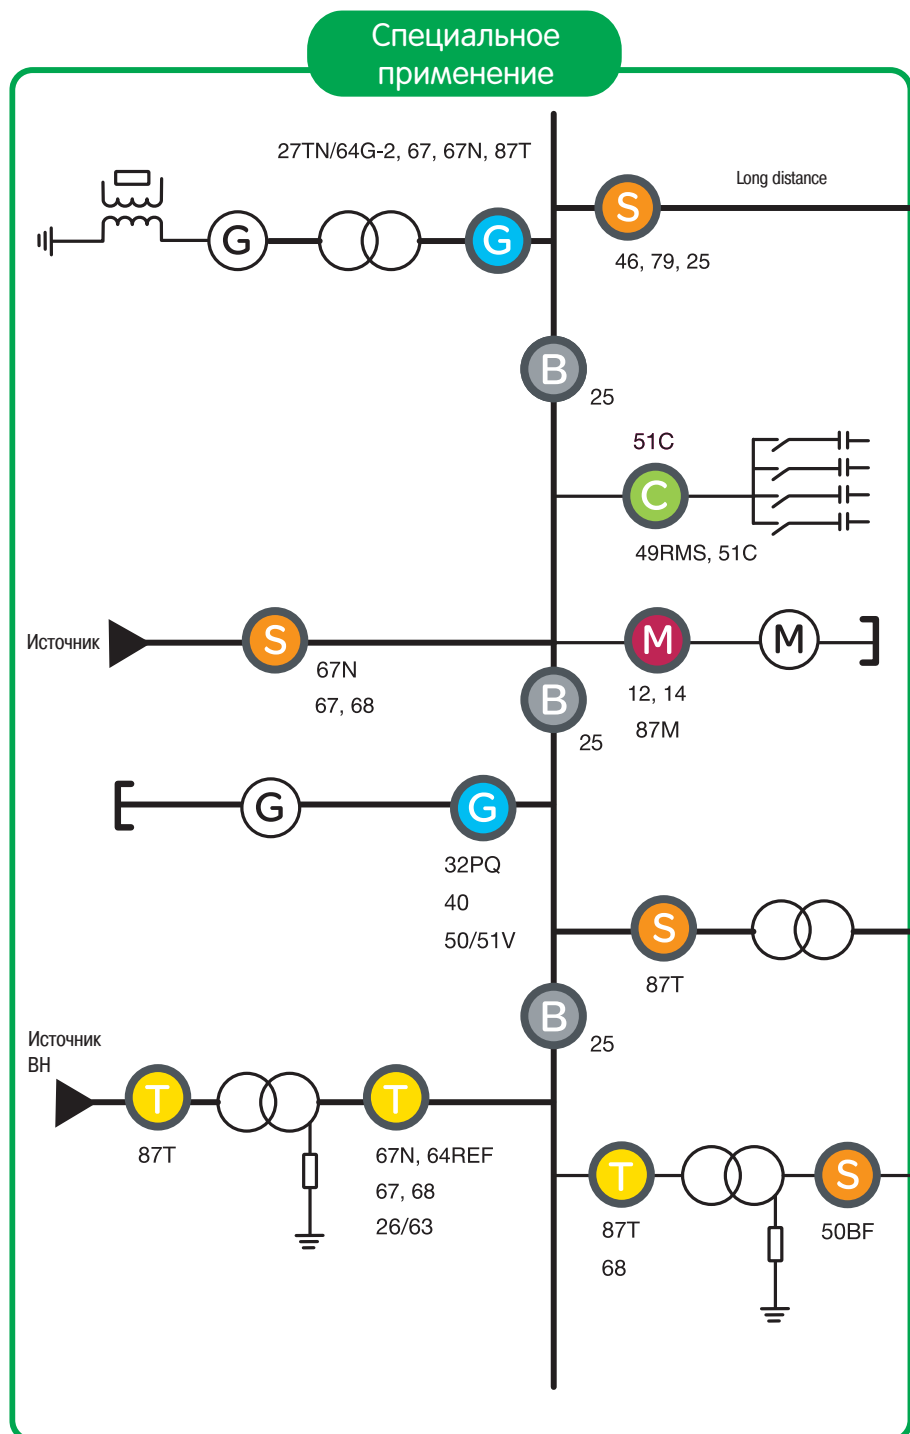 Специальное
применение
27TN/64G-2, 67, 67N, 87T
Long distance
S
G
G
46, 79, 25
B
25
51C
C
49RMS, 51C
Источник
S
M
M
67N
67, 68
12, 14
87M
B
25
G
G
32PQ
40
50/51V
S
87T
B
25
Источник
ВН
T
T
87T
67N, 64REF
67, 68
26/63
T
S
87T
68
50BF